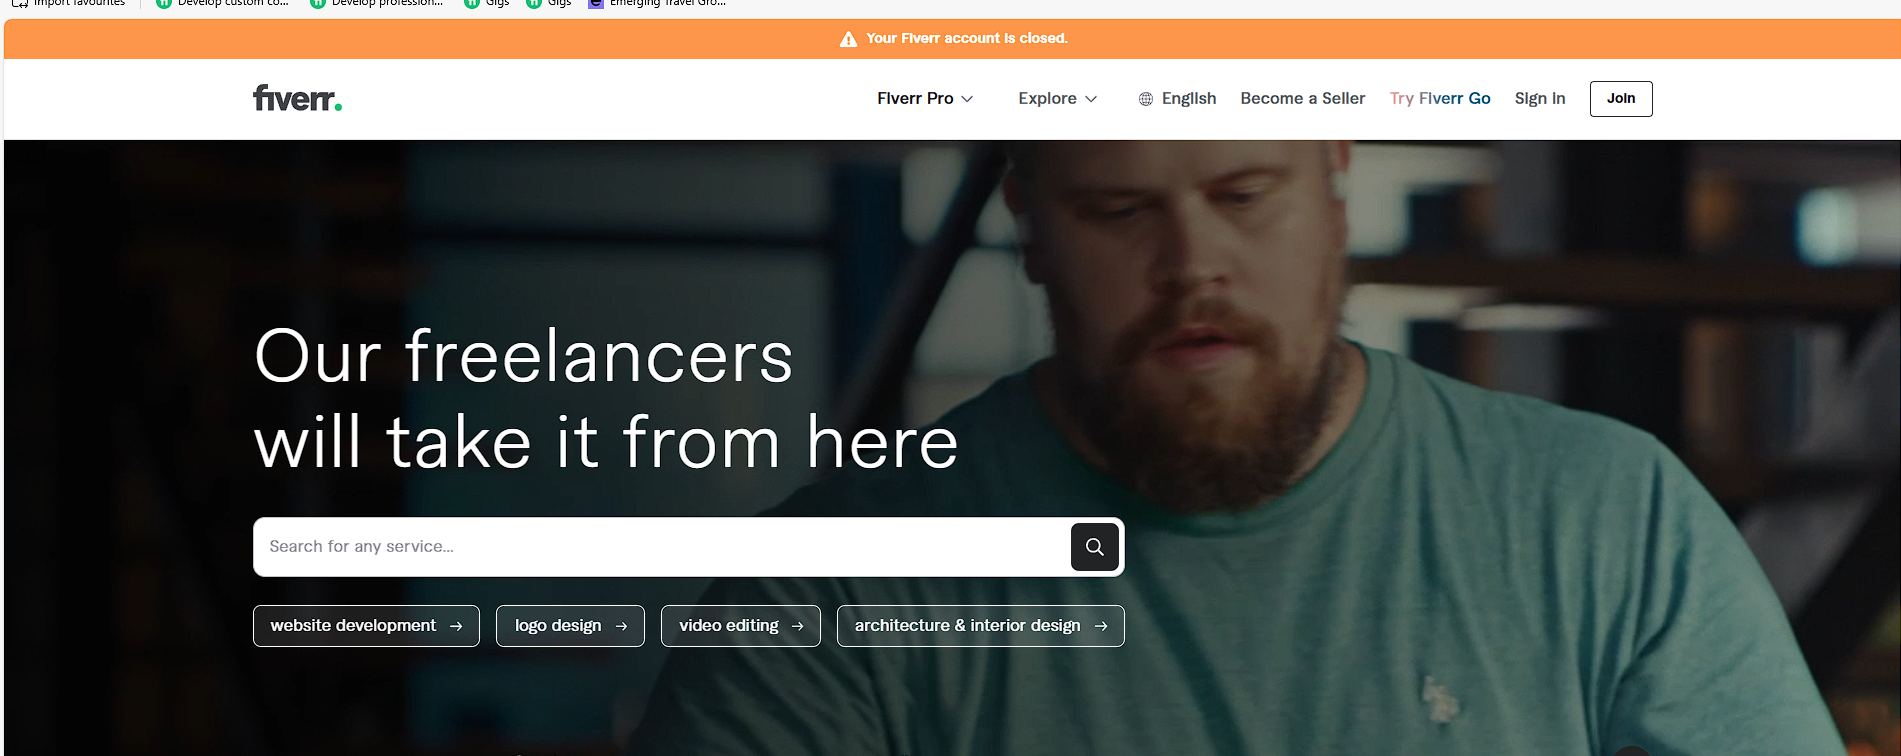 Import favourites
Develop custom co...
Develop profession...
Gigs
Gigs
Emerging Travel Gro...
Your Fiverr account is closed.
fiverr.
Fiverr Pro
Explore
English
Become a Seller
Try Fiverr Go
Sign in
Join
Our freelancers
will take it from here
Search for any service...
website development →
logo design →
video editing →
architecture & interior design →